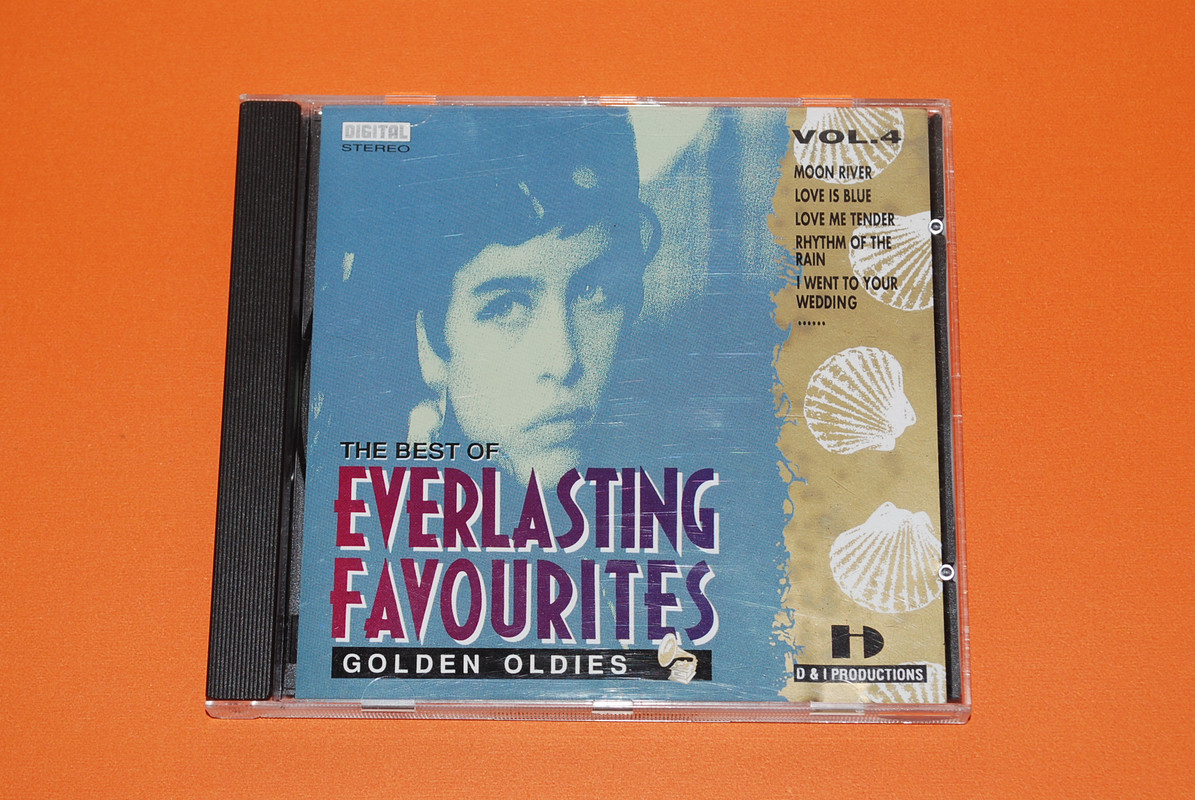 DIGITAL
STEREO
VOL.4
MOON RIVER
LOVE IS BLUE
LOVE ME TENDER
RHYTHM OF THE
RAIN
I WENT TO YOUR
WEDDING
......
THE BEST OF
EVERLASTING
FAVOURITES
GOLDEN OLDIES
D & I PRODUCTIONS